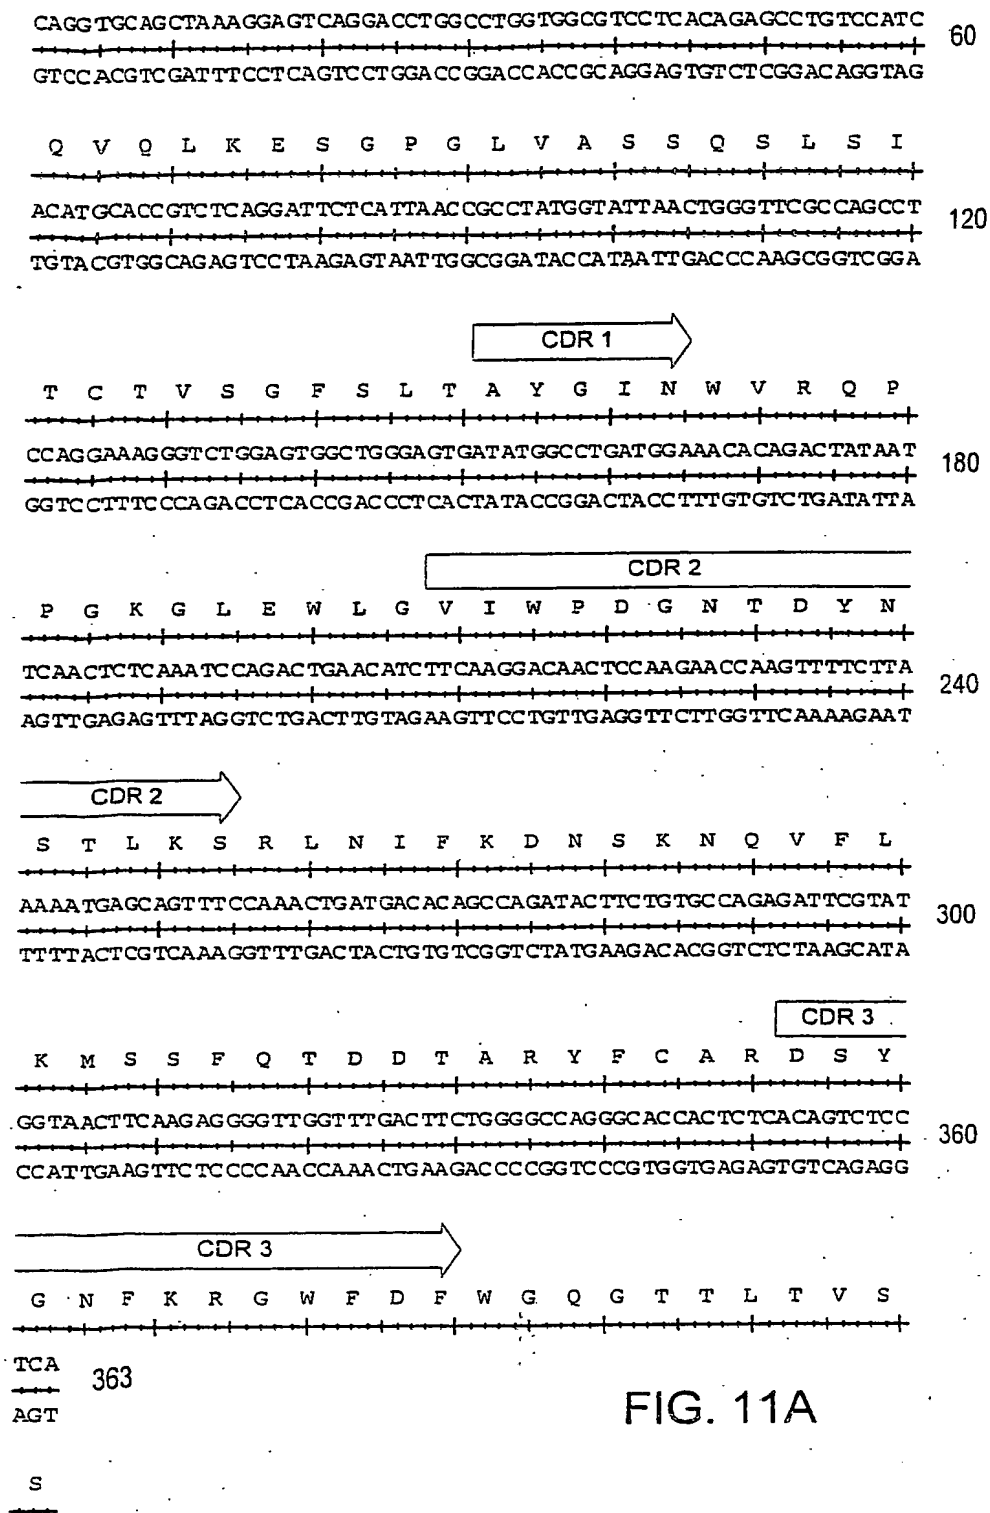 CAGGTGCAGCTAAAGGAGTCAGGACCTGGCCTGGTGGCGTCCTCACAGAGCCTGTCCATC
60
GTCCACGTCGATTTCCTCAGTCCTGGACCGGACCACCGCAGGAGTGTCTCGGACAGGTAG
Q V Q L K E S G P G L V A S S Q S L S I
ACATGCACCGTCTCAGGATTCTCATTAACCGCCTATGGTATTAACTGGGTTCGCCAGCCT
120
TGTACGTGGCAGAGTCCTAAGAGTAATTGGCGGATACCATAATTGACCCAAGCGGTCGGA
CDR 1
T C T V S G F S L T A Y G I N W V R Q P
CCAGGAAAGGGTCTGGAGTGGCTGGGAGTGATATGGCCTGATGGAAACACAGACTATAAT
180
GGTCCTTTCCCAGACCTCACCGACCCTCACTATACCGGACTACCTTTGTGTCTGATATTA
CDR 2
P G K G L E W L G V I W P D G N T D Y N
TCAACTCTCAAATCCAGACTGAACATCTTCAAGGACAACTCCAAGAACCAAGTTTTCTTA
240
AGTTGAGAGTTTAGGTCTGACTTGTAGAAGTTCCTGTTGAGGTTCTTGGTTCAAAAGAAT
CDR 2
S T L K S R L N I F K D N S K N Q V F L
AAAATGAGCAGTTTCCAAACTGATGACACAGCCAGATACTTCTGTGCCAGAGATTCGTAT
300
TTTTACTCGTCAAAGGTTTGACTACTGTGTCGGTCTATGAAGACACGGTCTCTAAGCATA
CDR 3
K M S S F Q T D D T A R Y F C A R D S Y
GGTAACTTCAAGAGGGGTTGGTTTGACTTCTGGGGCCAGGGCACCACTCTCACAGTCTCC
360
CCATTGAAGTTCTCCCCAACCAAACTGAAGACCCCGGTCCCGTGGTGAGAGTGTCAGAGG
CDR 3
G N F K R G W F D F W G Q G T T L T V S
TCA
363
AGT
FIG. 11A
S